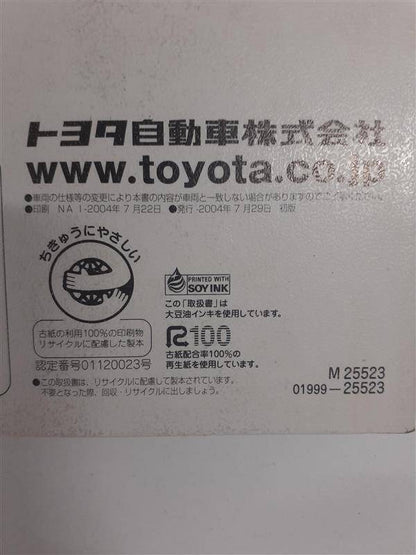 トヨタ自動車株式会社
www.toyota.co.jp
●車両の仕様等の変更により本書の内容が車両と一致しない場合がありますのでご了承ください。
●印刷 NA I-2004年 7月22日 ●発行-2004年 7月29日 初版
ちきゅうにやさしい
古紙の利用100%の印刷物
リサイクルに配慮した製本
認定番号01120023号
PRINTED WITH
SOY INK
この「取扱書」は
大豆油インキを使用しています。
R100
古紙配合率100%の
再生紙を使用しています。
●この取扱書は、リサイクルに配慮して製本されています。
不要となった際、回収・リサイクルに出しましょう。
M 25523
01999-25523